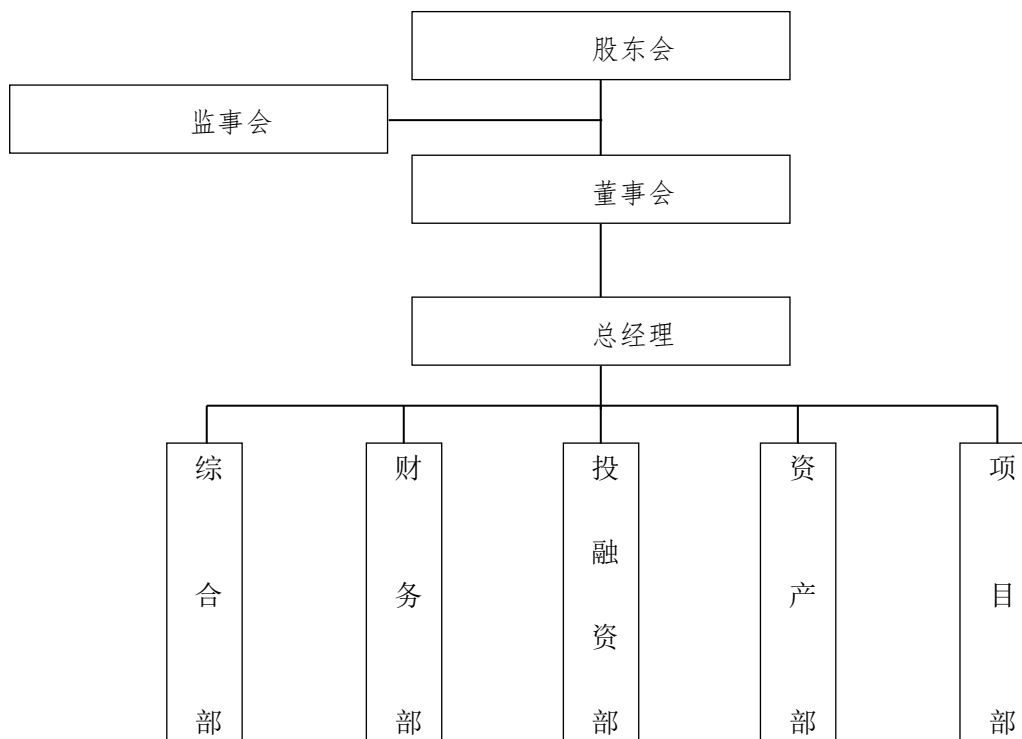 股东会
监事会
董事会
总经理
综合部
财务部
投融资部
资产部
项目部